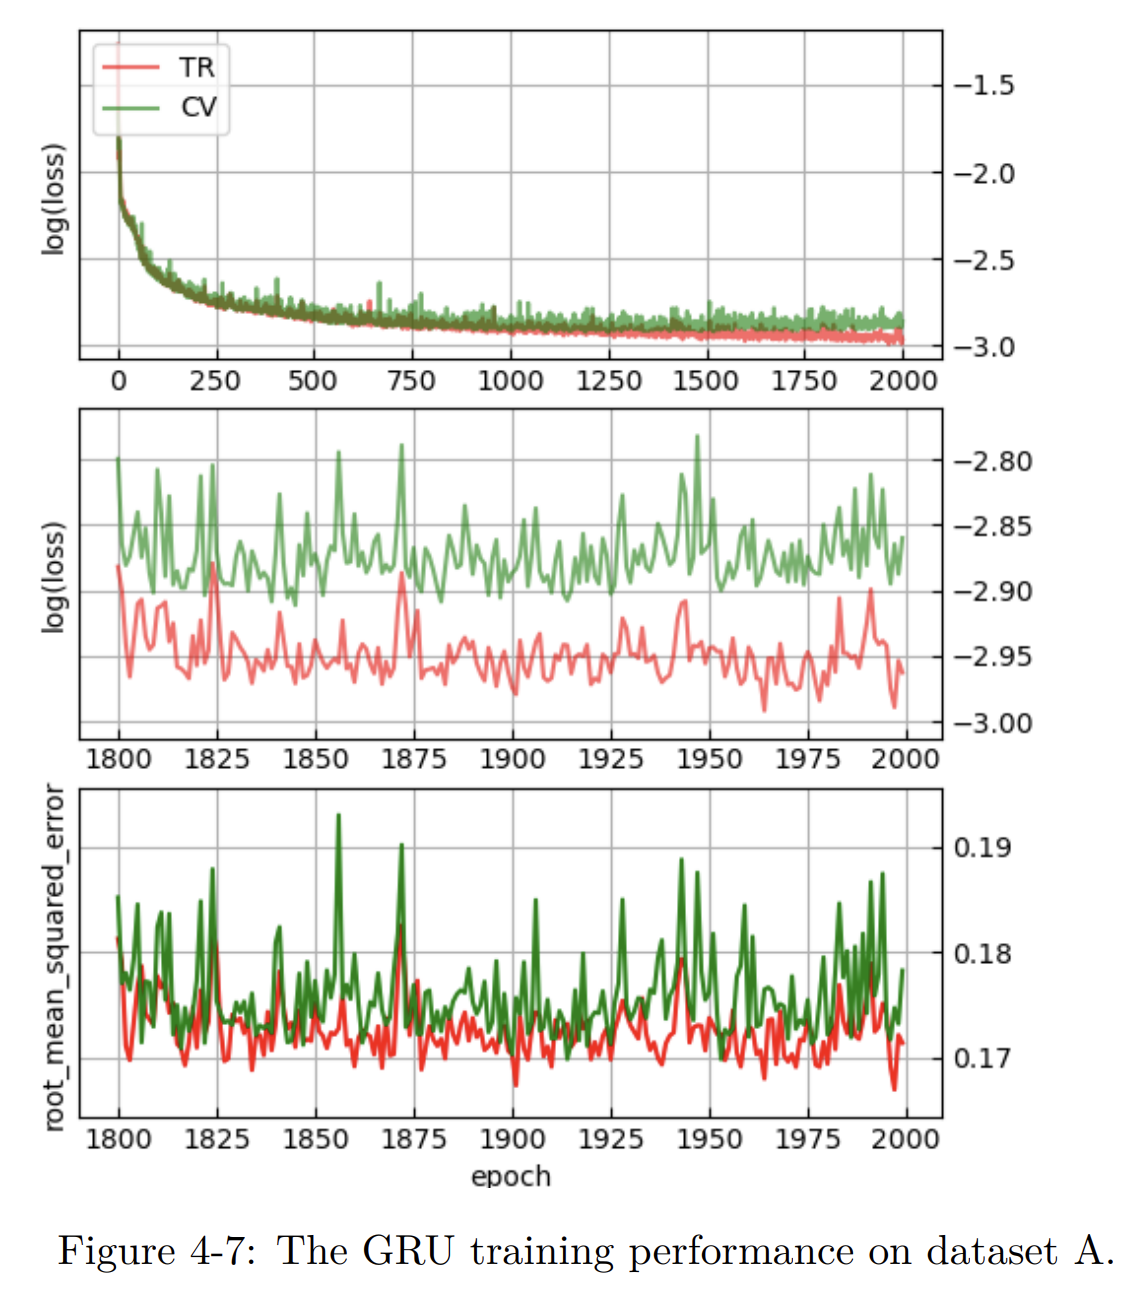 TR
CV
log(loss)
−1.5
−2.0
−2.5
−3.0
0 250 500 750 1000 1250 1500 1750 2000
log(loss)
−2.80
−2.85
−2.90
−2.95
−3.00
1800 1825 1850 1875 1900 1925 1950 1975 2000
root_mean_squared_error
0.19
0.18
0.17
1800 1825 1850 1875 1900 1925 1950 1975 2000
epoch
Figure 4-7: The GRU training performance on dataset A.